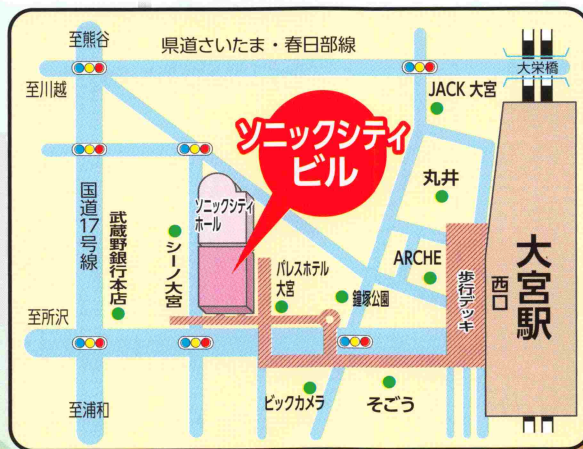 至熊谷
県道さいたま・春日部線
大栄橋
至川越
JACK 大宮
ソニックシティ
ビル
丸井
ソニックシティ
ホール
国道17号線
武蔵野銀行本店
シーノ大宮
パレスホテル
大宮
鐘塚公園
ARCHE
歩行デッキ
西口
大宮駅
至所沢
至浦和
ビックカメラ
そごう